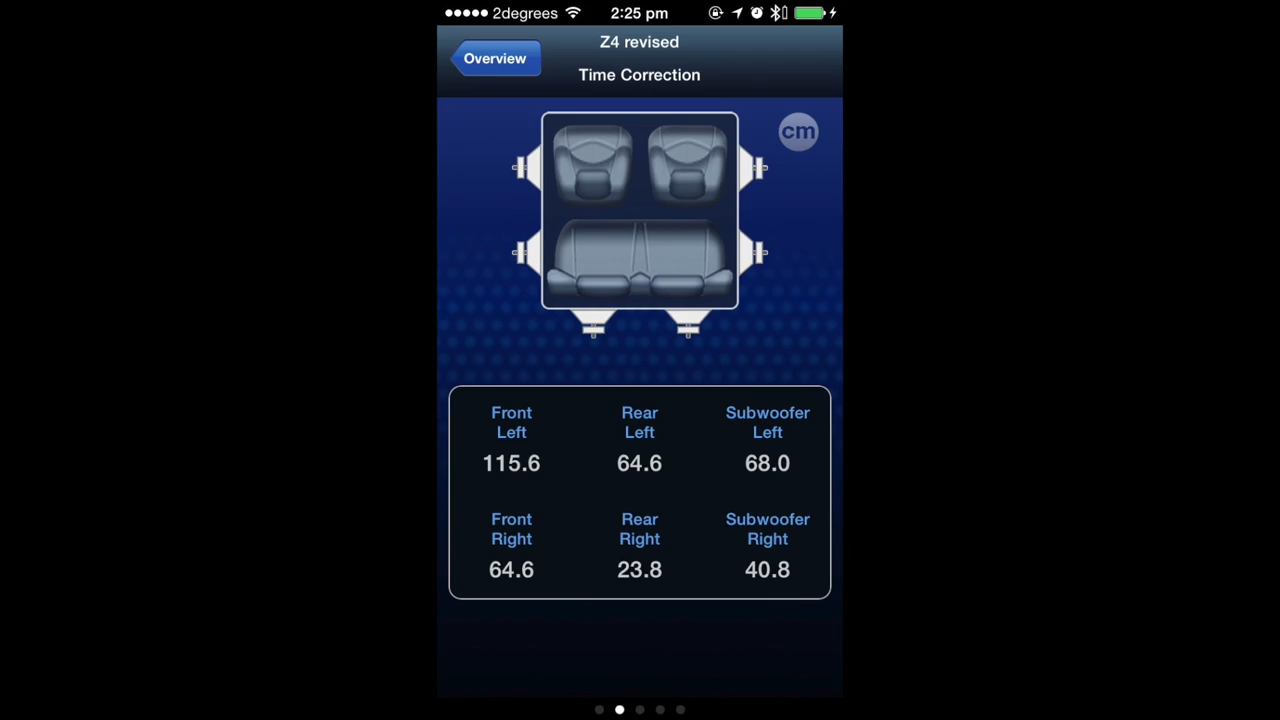 2degrees 2:25 pm
Z4 revised
Overview
Time Correction
cm
Front Rear Subwoofer
Left Left Left
115.6 64.6 68.0
Front Rear Subwoofer
Right Right Right
64.6 23.8 40.8